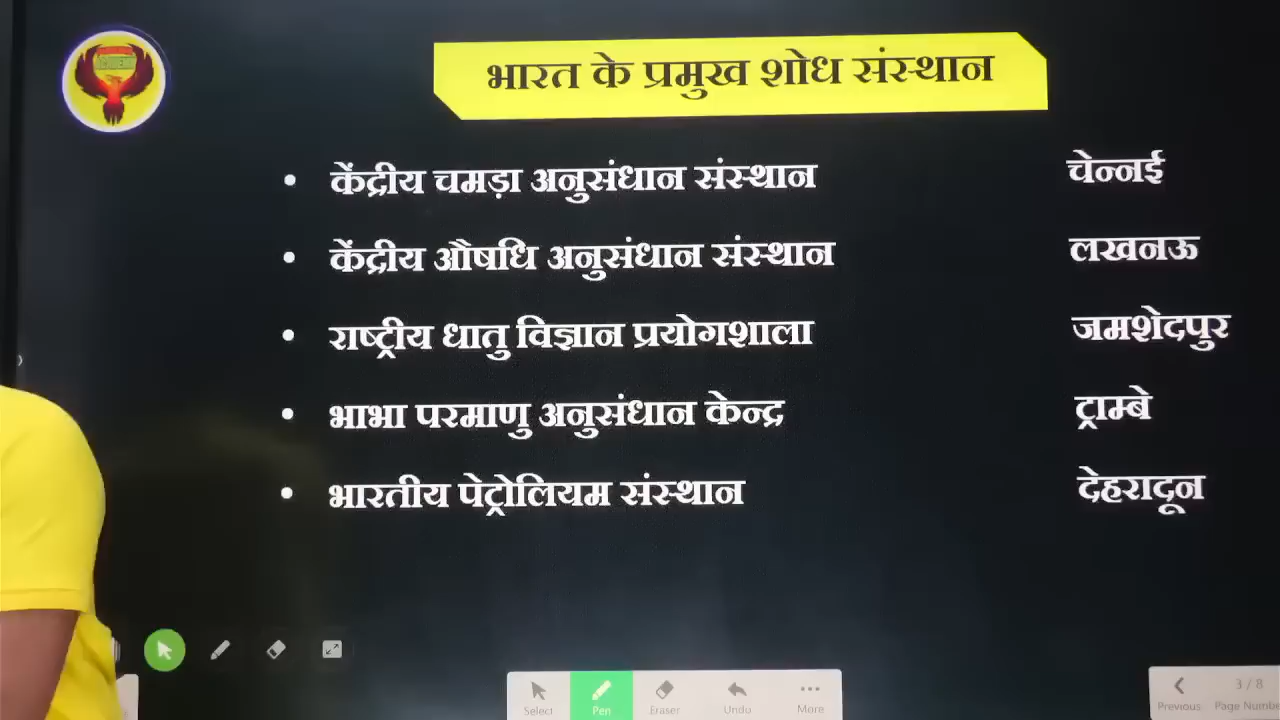 भारत के प्रमुख शोध संस्थान
• केंद्रीय चमड़ा अनुसंधान संस्थान चेन्नई
• केंद्रीय औषधि अनुसंधान संस्थान लखनऊ
• राष्ट्रीय धातु विज्ञान प्रयोगशाला जमशेदपुर
• भाभा परमाणु अनुसंधान केन्द्र ट्राम्बे
• भारतीय पेट्रोलियम संस्थान देहरादून
Select Pen Eraser Undo More
3 / 8
Previous Page